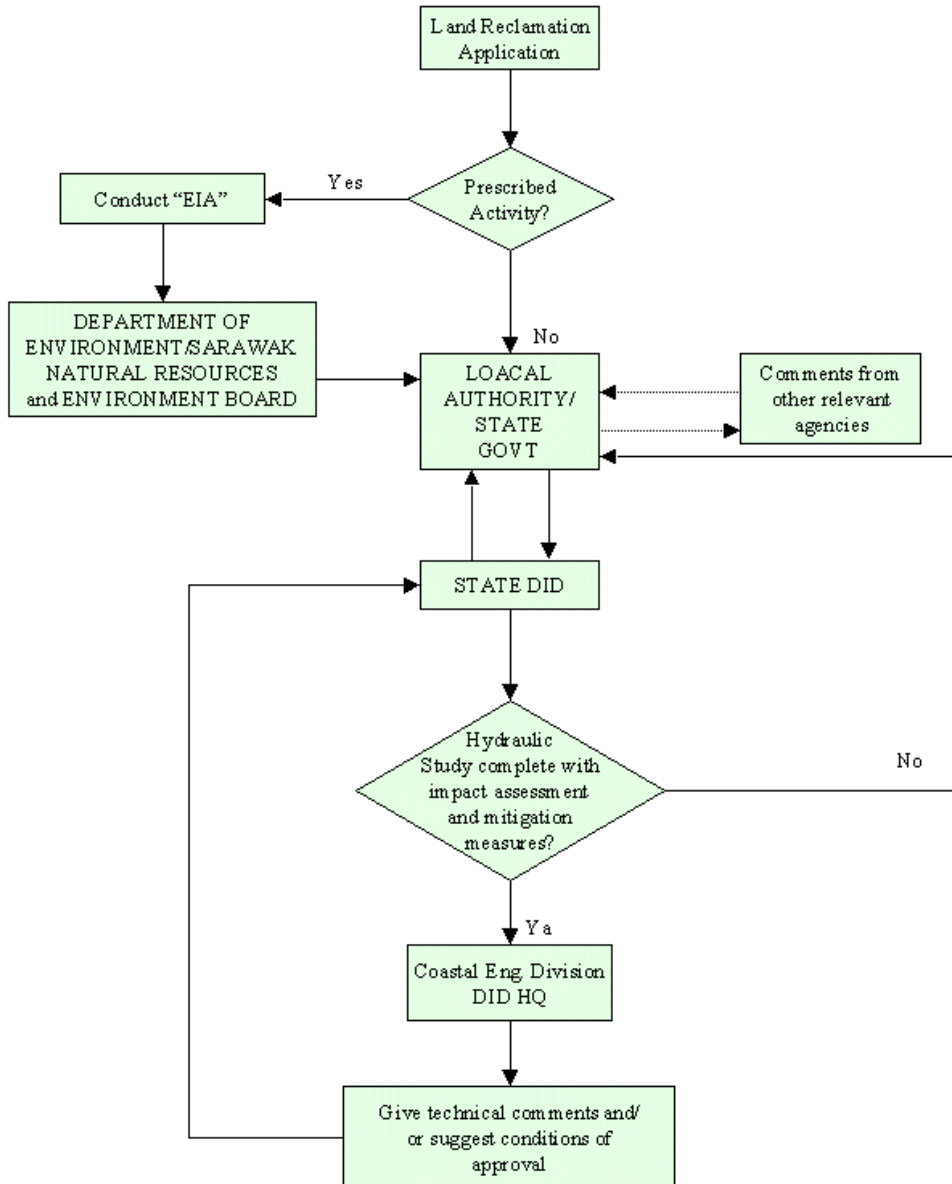 Land Reclamation
Application
Yes
Prescribed
Activity?
Conduct “EIA”
No
DEPARTMENT OF
ENVIRONMENT/SARAWAK
NATURAL RESOURCES
and ENVIRONMENT BOARD
LOACAL
AUTHORITY/
STATE
GOVT
Comments from
other relevant
agencies
STATE DID
Hydraulic
Study complete with
impact assessment
and mitigation
measures?
No
Ya
Coastal Eng. Division
DID HQ
Give technical comments and/
or suggest conditions of
approval